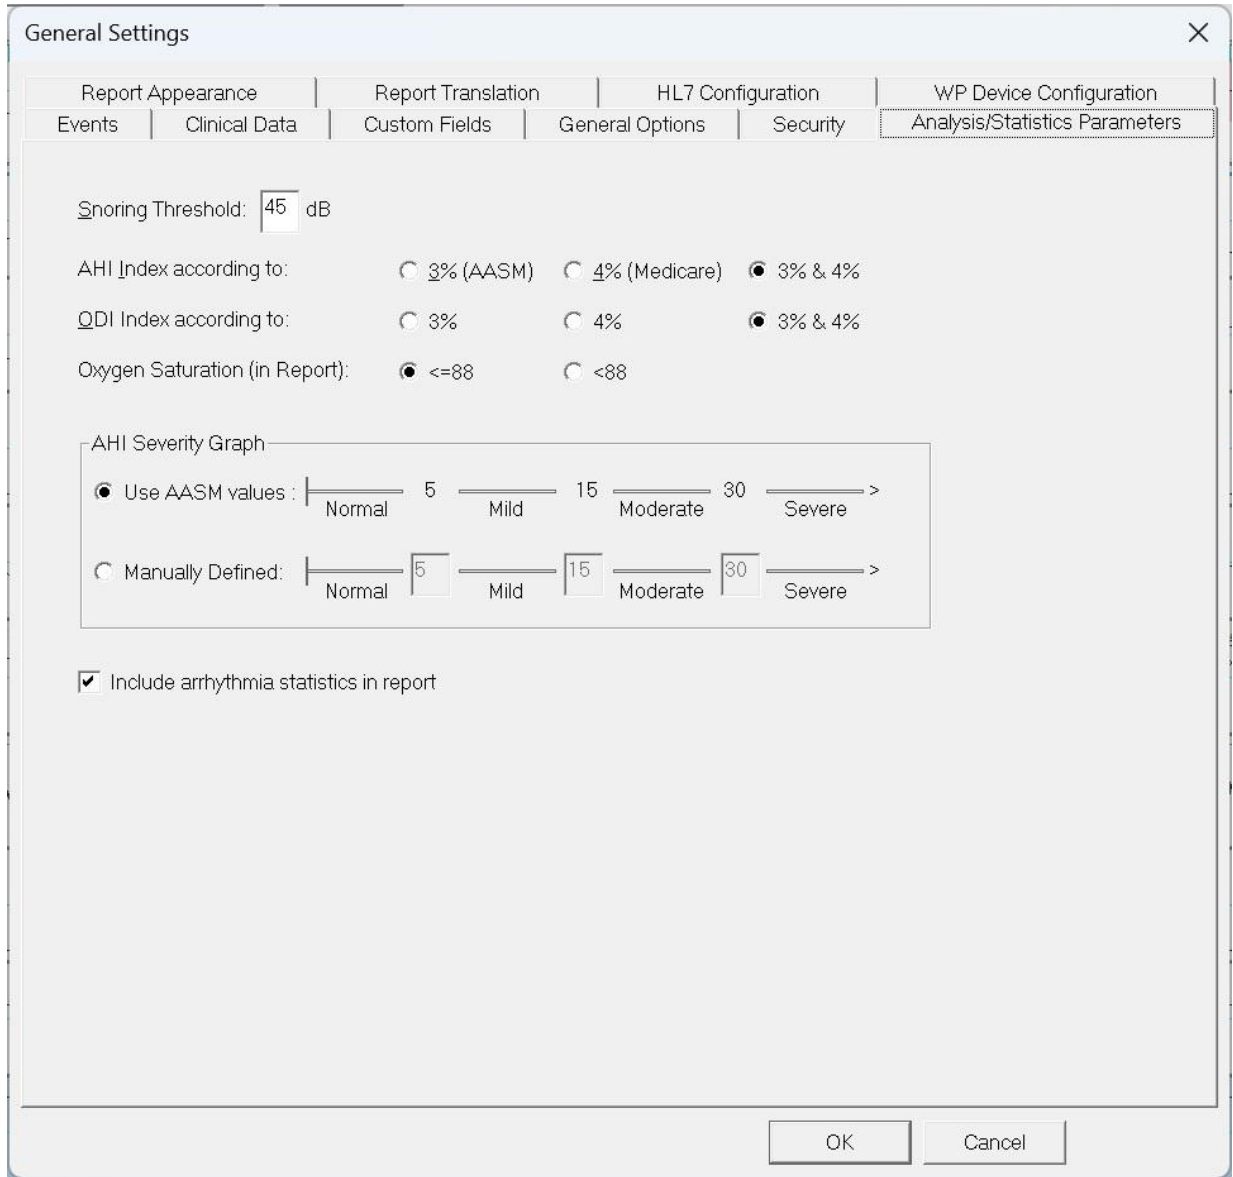 General Settings
Report Appearance Report Translation HL7 Configuration WP Device Configuration
Events Clinical Data Custom Fields General Options Security Analysis/Statistics Parameters
Snoring Threshold: 45 dB
AHI Index according to: 3% (AASM) 4% (Medicare) 3% & 4%
ODI Index according to: 3% 4% 3% & 4%
Oxygen Saturation (in Report): <=88 <88
AHI Severity Graph
Use AASM values : 5 15 30 >
Normal Mild Moderate Severe
Manually Defined: 5 15 30 >
Normal Mild Moderate Severe
Include arrhythmia statistics in report
OK Cancel